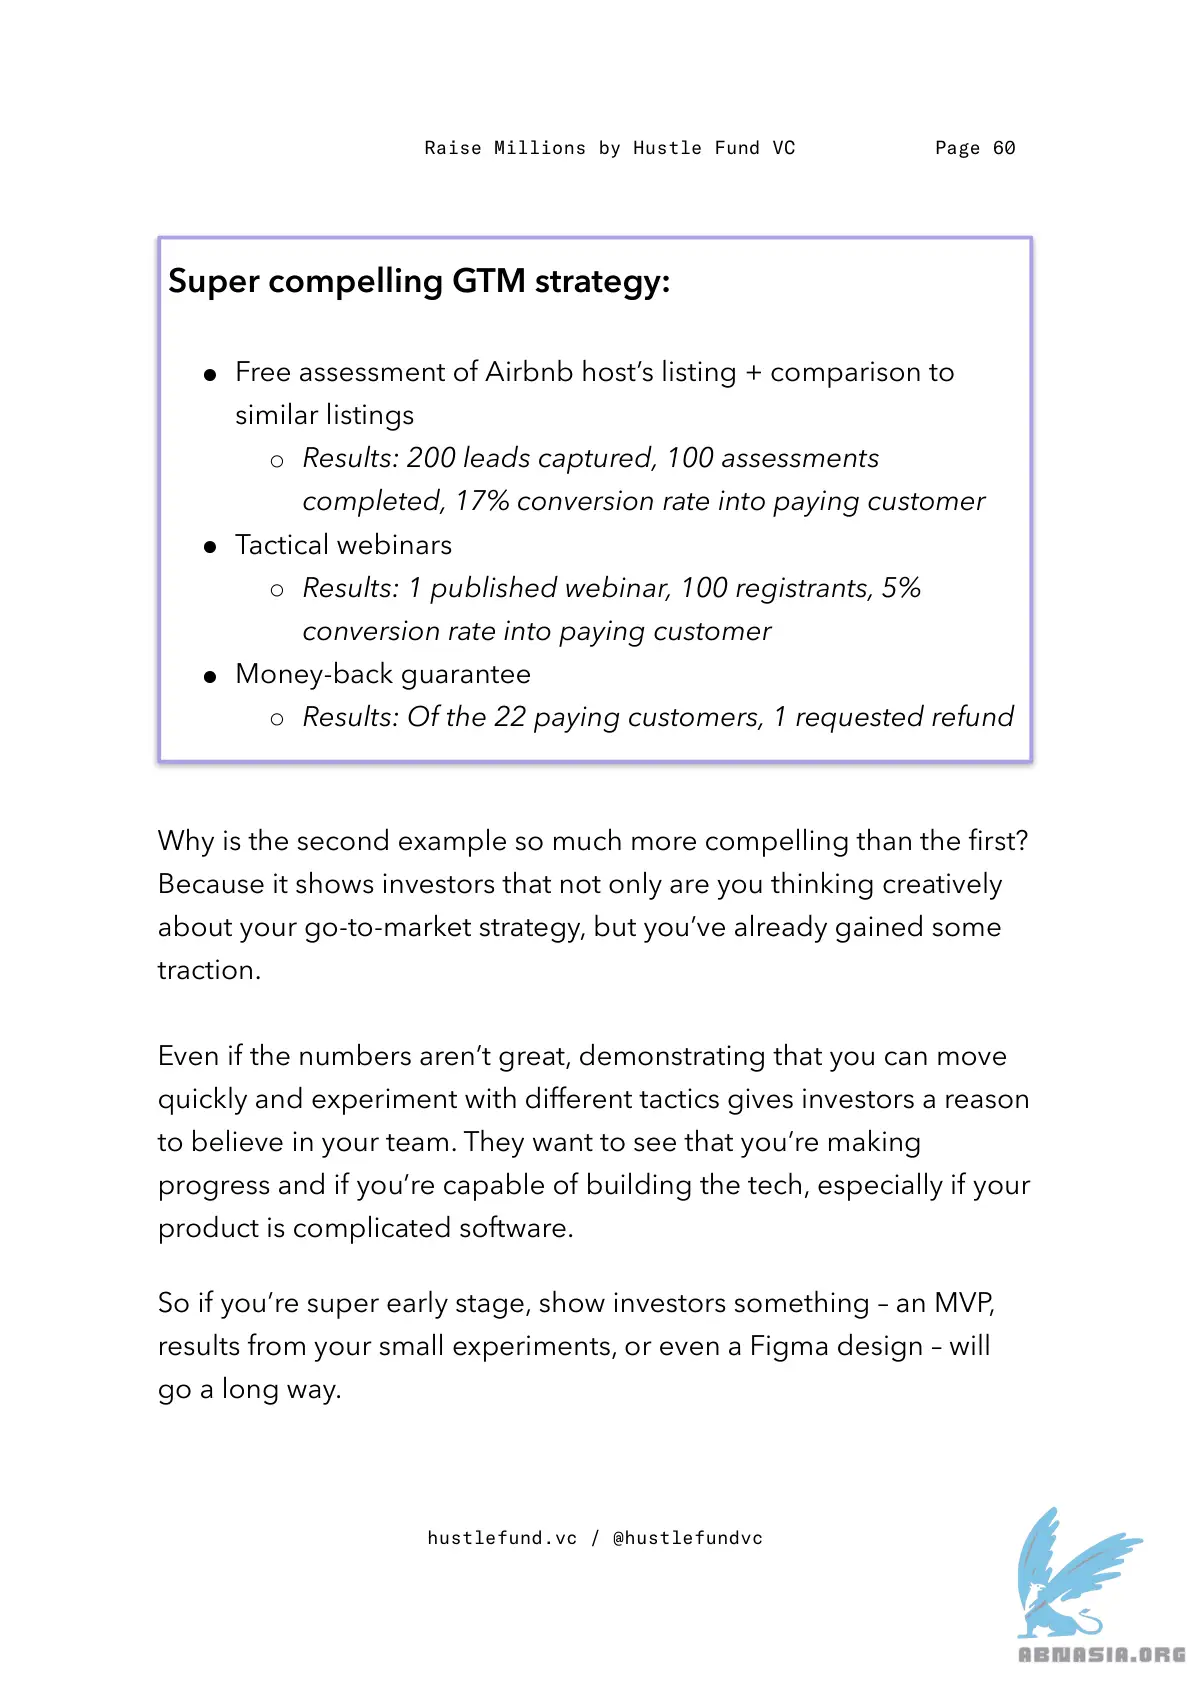 Raise Millions by Hustle Fund VC Page 60
Super compelling GTM strategy:
● Free assessment of Airbnb host’s listing + comparison to
similar listings
○ Results: 200 leads captured, 100 assessments
completed, 17% conversion rate into paying customer
● Tactical webinars
○ Results: 1 published webinar, 100 registrants, 5%
conversion rate into paying customer
● Money-back guarantee
○ Results: Of the 22 paying customers, 1 requested refund
Why is the second example so much more compelling than the first?
Because it shows investors that not only are you thinking creatively
about your go-to-market strategy, but you’ve already gained some
traction.
Even if the numbers aren’t great, demonstrating that you can move
quickly and experiment with different tactics gives investors a reason
to believe in your team. They want to see that you’re making
progress and if you’re capable of building the tech, especially if your
product is complicated software.
So if you’re super early stage, show investors something – an MVP,
results from your small experiments, or even a Figma design – will
go a long way.
hustlefund.vc / @hustlefundvc
ABNASIA.ORG